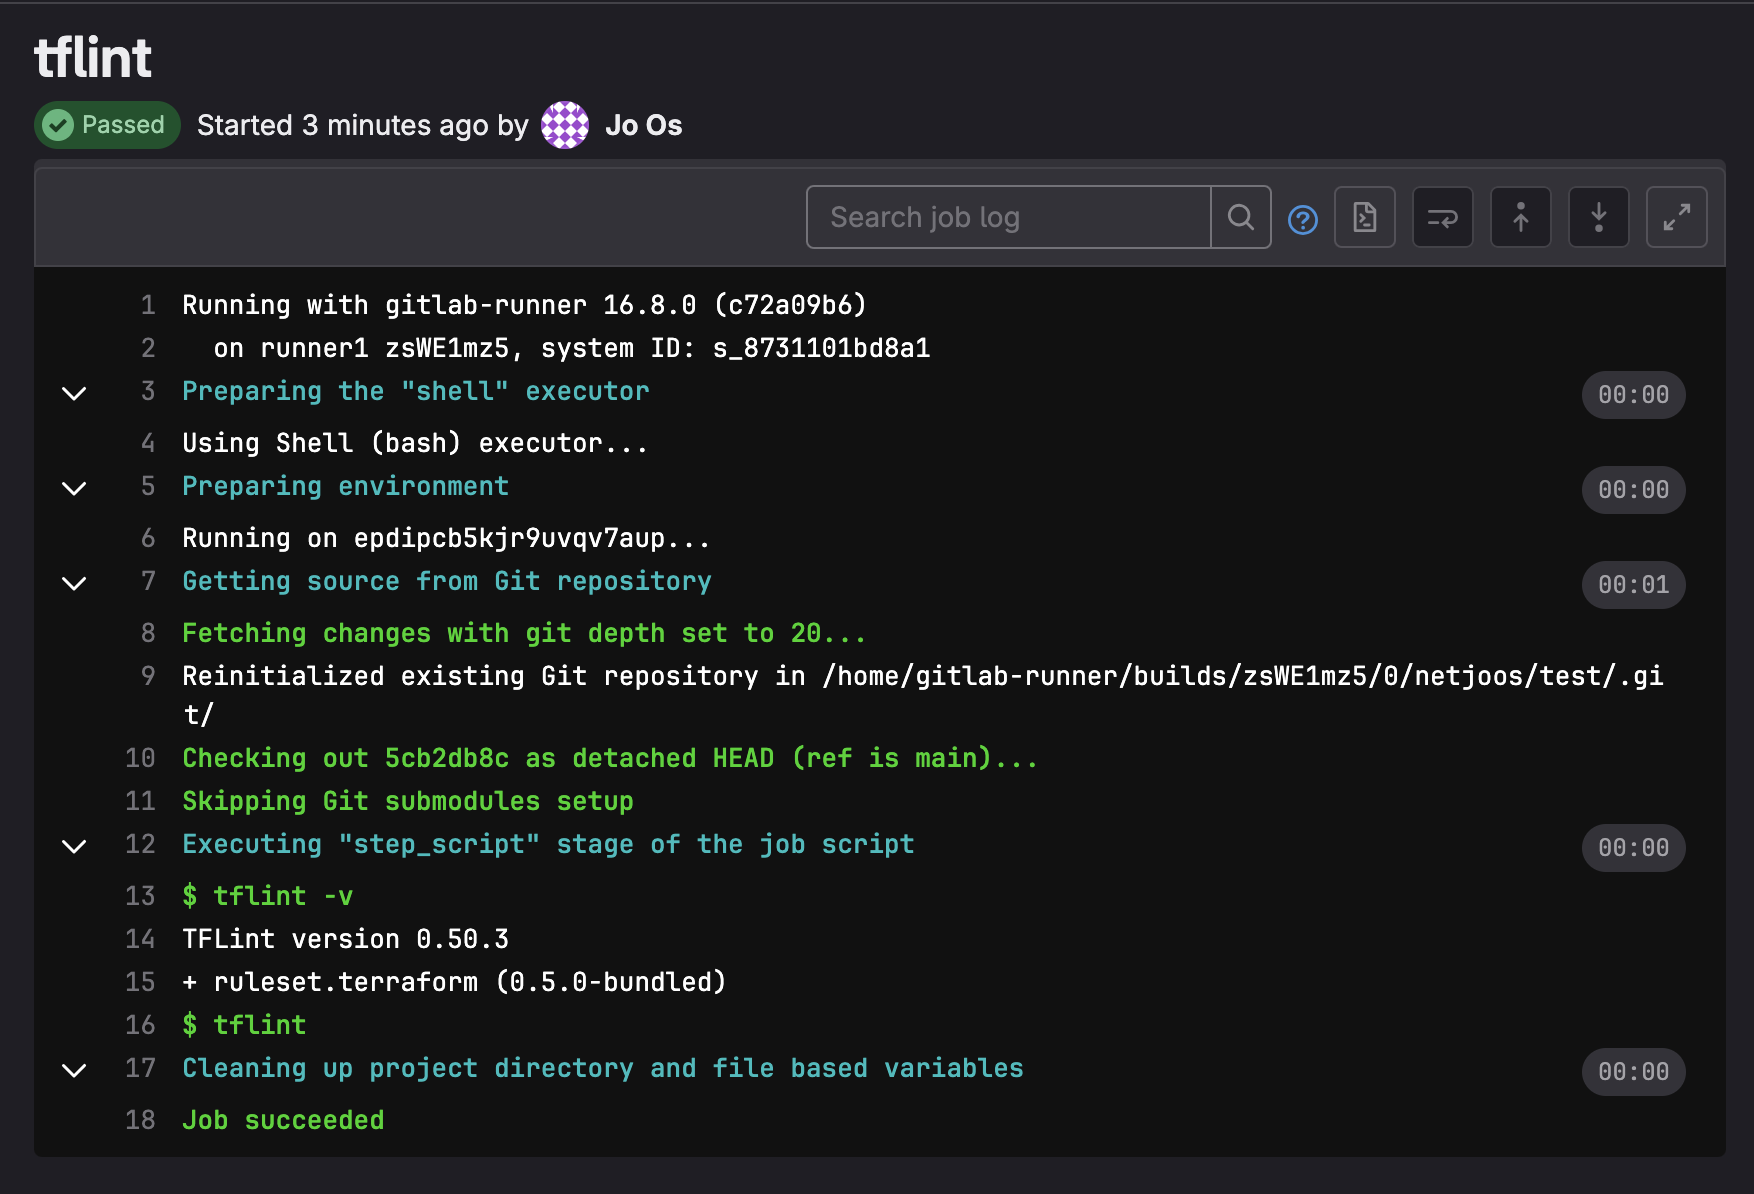 tflint
Passed Started 3 minutes ago by Jo Os
Search job log
1 Running with gitlab-runner 16.8.0 (c72a09b6)
2 on runner1 zsWE1mz5, system ID: s_8731101bd8a1
3 Preparing the "shell" executor 00:00
4 Using Shell (bash) executor...
5 Preparing environment 00:00
6 Running on epdipcb5kjr9uvqv7aup...
7 Getting source from Git repository 00:01
8 Fetching changes with git depth set to 20...
9 Reinitialized existing Git repository in /home/gitlab-runner/builds/zsWE1mz5/0/netjoos/test/.gi
t/
10 Checking out 5cb2db8c as detached HEAD (ref is main)...
11 Skipping Git submodules setup
12 Executing "step_script" stage of the job script 00:00
13 $ tflint -v
14 TFLint version 0.50.3
15 + ruleset.terraform (0.5.0-bundled)
16 $ tflint
17 Cleaning up project directory and file based variables 00:00
18 Job succeeded